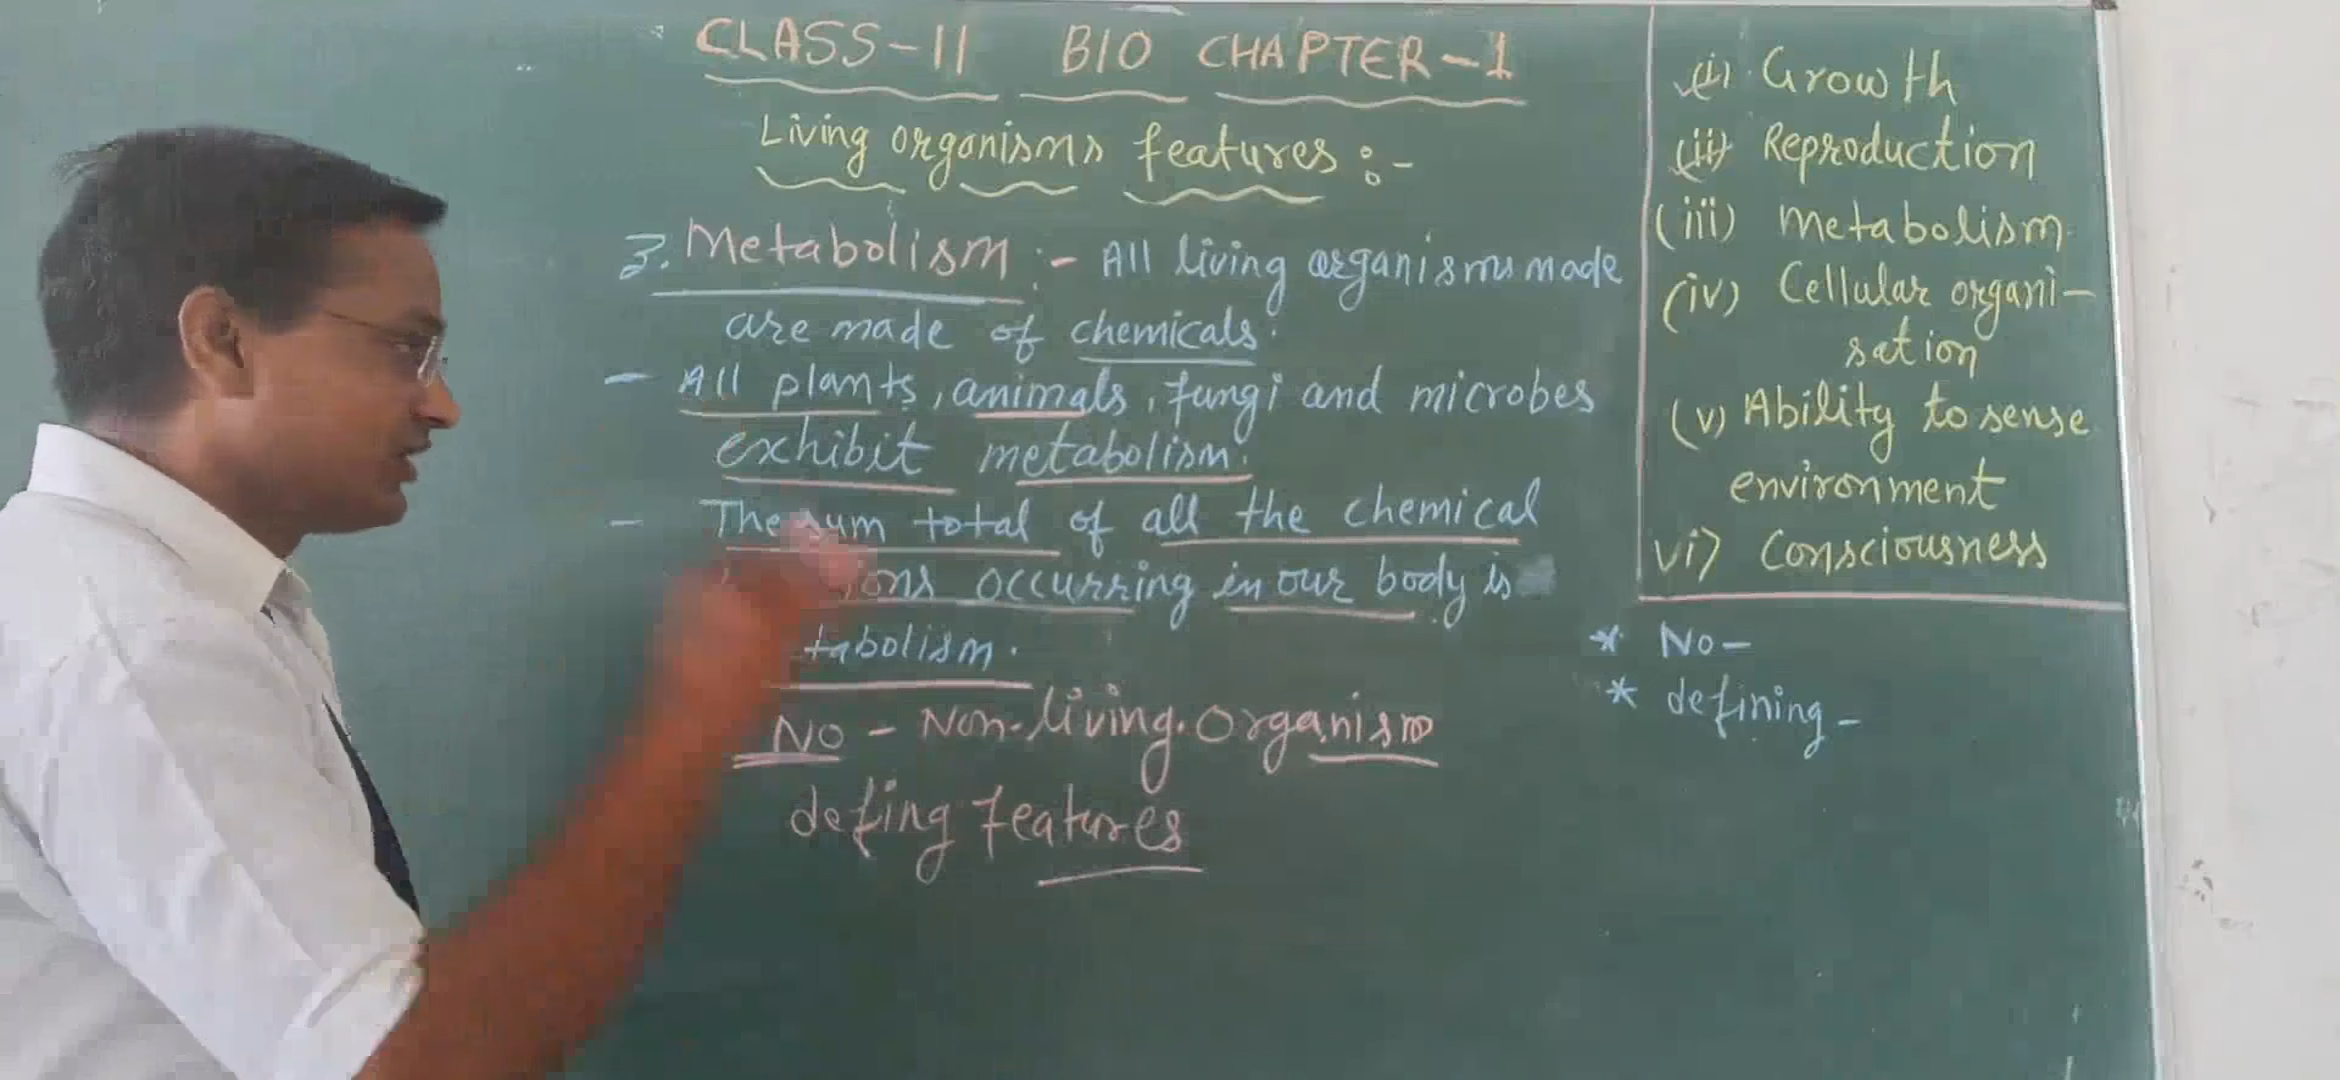 CLASS-11 BIO CHAPTER-1
Living organisms features :-
3. Metabolism :- All living organisms made
are made of chemicals.
- All plants, animals, fungi and microbes
exhibit metabolism.
- The sum total of all the chemical
occurring in our body is
tabolism.
NO - Non-living.Organism
defing features
(i) Growth
(ii) Reproduction
(iii) Metabolism
(iv) Cellular organi-
sation
(v) Ability to sense
environment
vi) Consciousness
* No-
* defining-